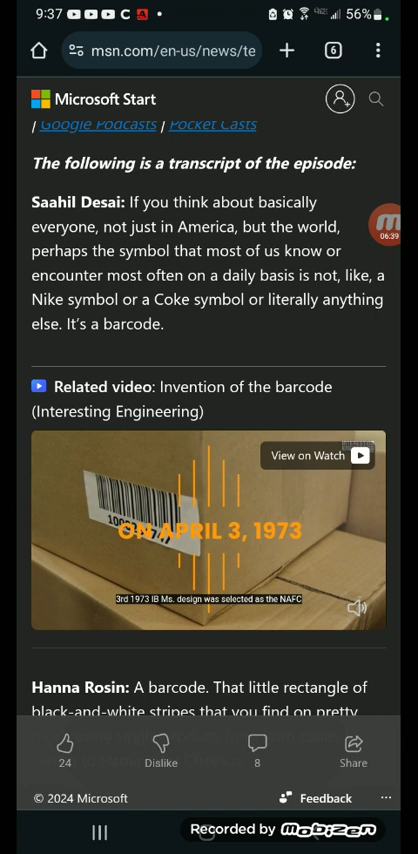 9:37
56%
msn.com/en-us/news/te
6
Microsoft Start
/ Google Podcasts / Pocket Casts
The following is a transcript of the episode:
Saahil Desai: If you think about basically
everyone, not just in America, but the world,
perhaps the symbol that most of us know or
encounter most often on a daily basis is not, like, a
Nike symbol or a Coke symbol or literally anything
else. It's a barcode.
06:39
Related video: Invention of the barcode
(Interesting Engineering)
View on Watch
ON APRIL 3, 1973
3rd 1973 IB Ms. design was selected as the NAFC
Hanna Rosin: A barcode. That little rectangle of
black-and-white stripes that you find on pretty
24
Dislike
8
Share
© 2024 Microsoft
Feedback
Recorded by mobizen